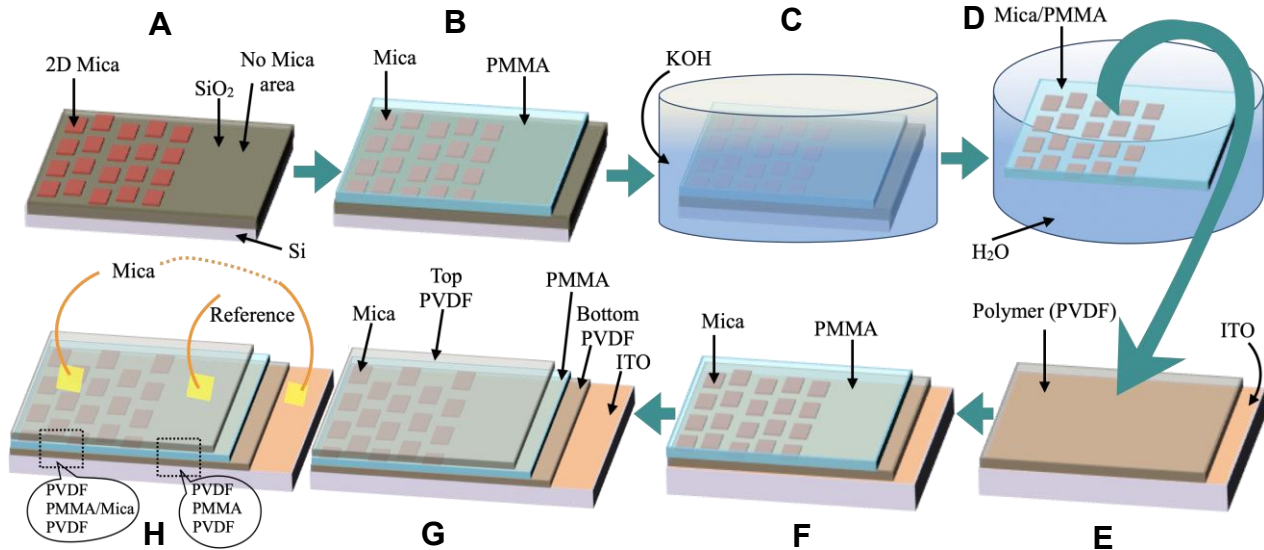 A
2D Mica
SiO₂
No Mica
area
Si
B
Mica
PMMA
C
KOH
D
Mica/PMMA
H₂O
Polymer (PVDF)
ITO
E
Mica
PMMA
F
Mica
Top
PVDF
PMMA
Bottom
PVDF
ITO
G
Mica
Reference
PVDF
PMMA/Mica
PVDF
PVDF
PMMA
PVDF
H